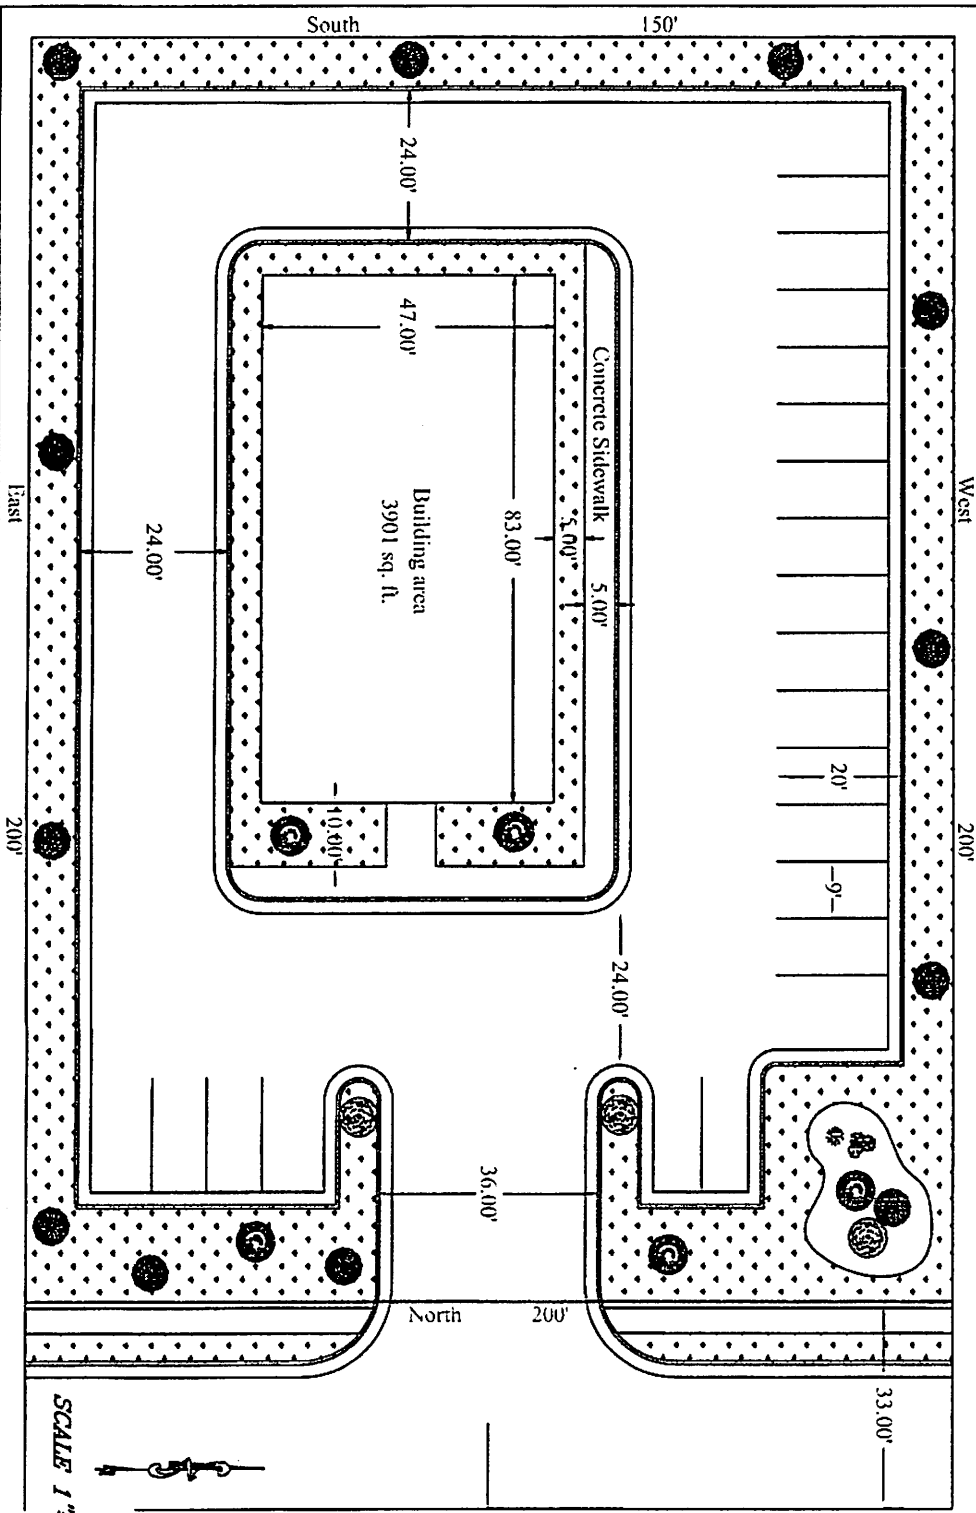 South
150'
24.00'
47.00'
83.00'
Building area
3901 sq. ft.
Concrete Sidewalk
5.00'
5.00'
West
200'
20'
9'
24.00'
East
200'
10.00'
24.00'
36.00'
North
200'
33.00'
SCALE 1"